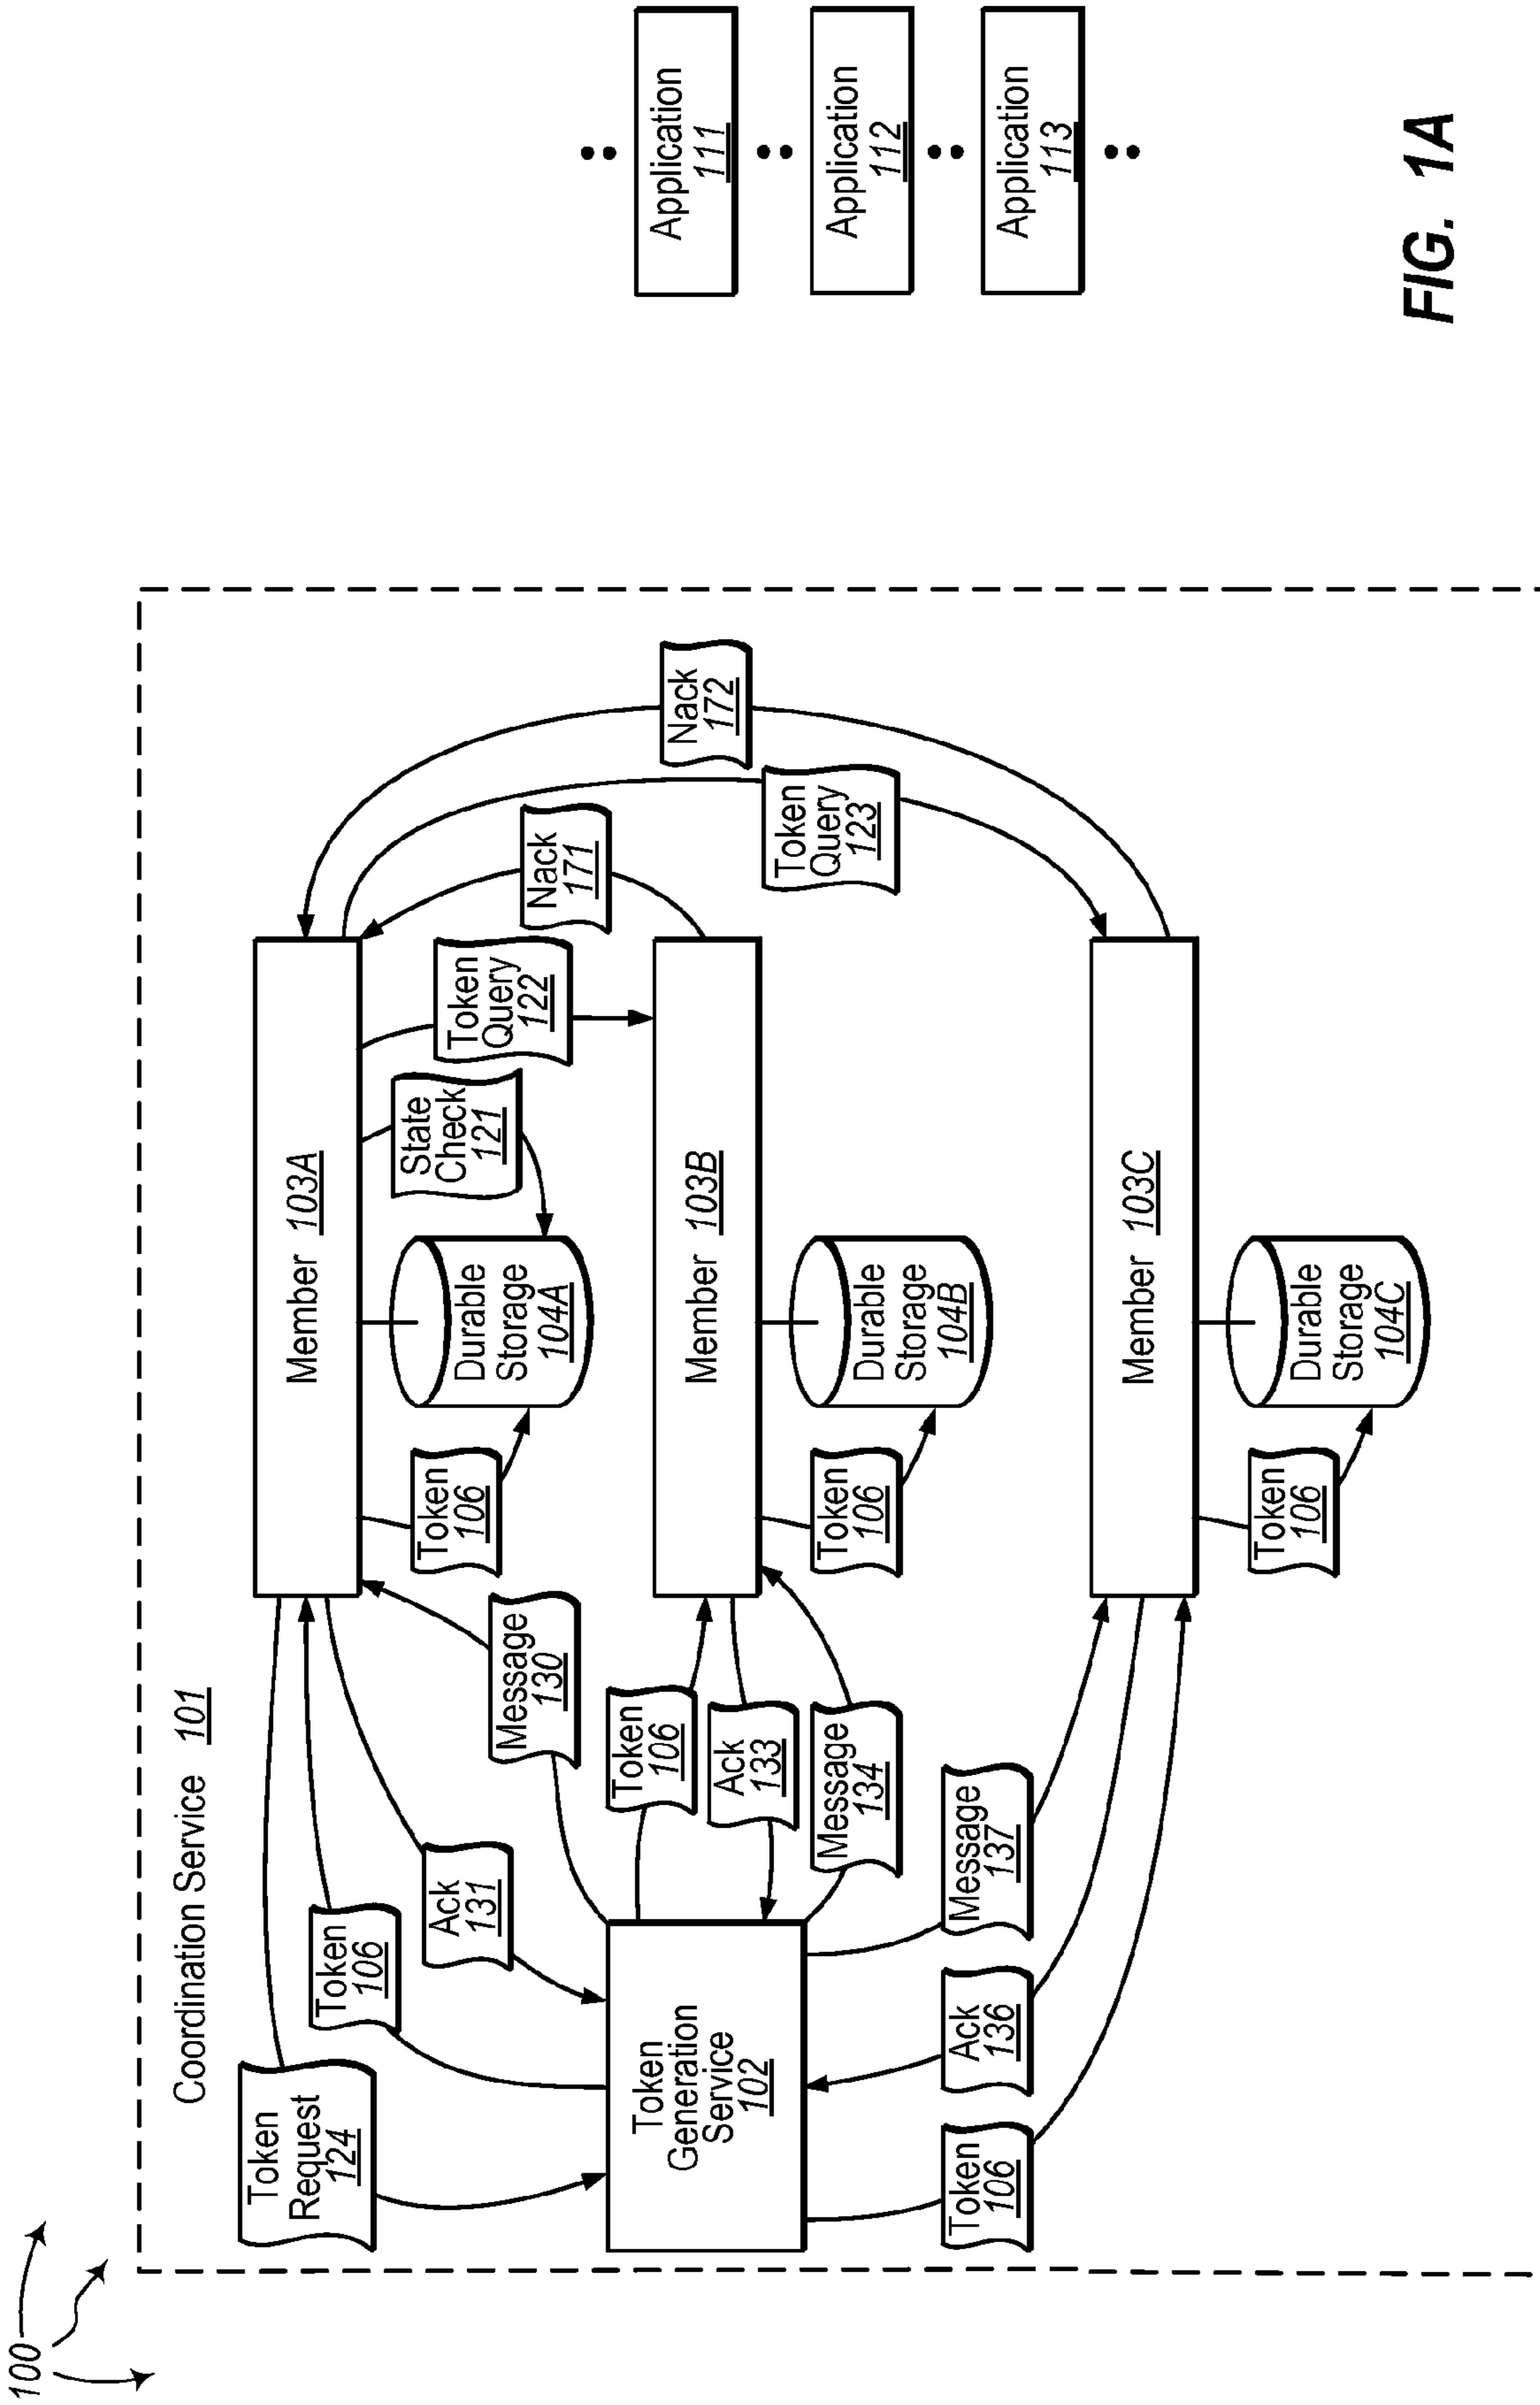 100
Coordination Service 101
Token
Request
124
Token
106
Ack
131
Message
130
Member 103A
Token
106
Durable
Storage
104A
State
Check
121
Token
Query
122
Nack
171
Nack
172
Token
Query
123
Token
Generation
Service
102
Token
106
Ack
133
Message
134
Member 103B
Token
106
Durable
Storage
104B
Message
137
Ack
136
Token
106
Member 103C
Token
106
Durable
Storage
104C
Application
111
Application
112
Application
113
FIG. 1A